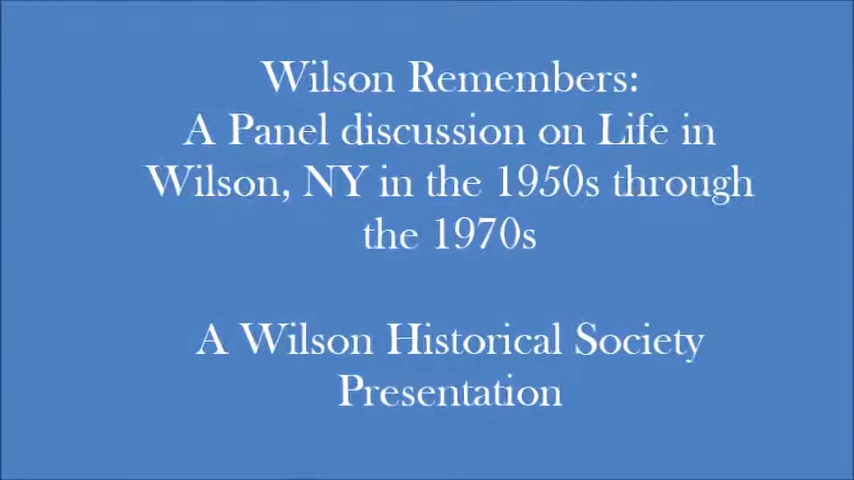 Wilson Remembers:
A Panel discussion on Life in
Wilson, NY in the 1950s through
the 1970s
A Wilson Historical Society
Presentation